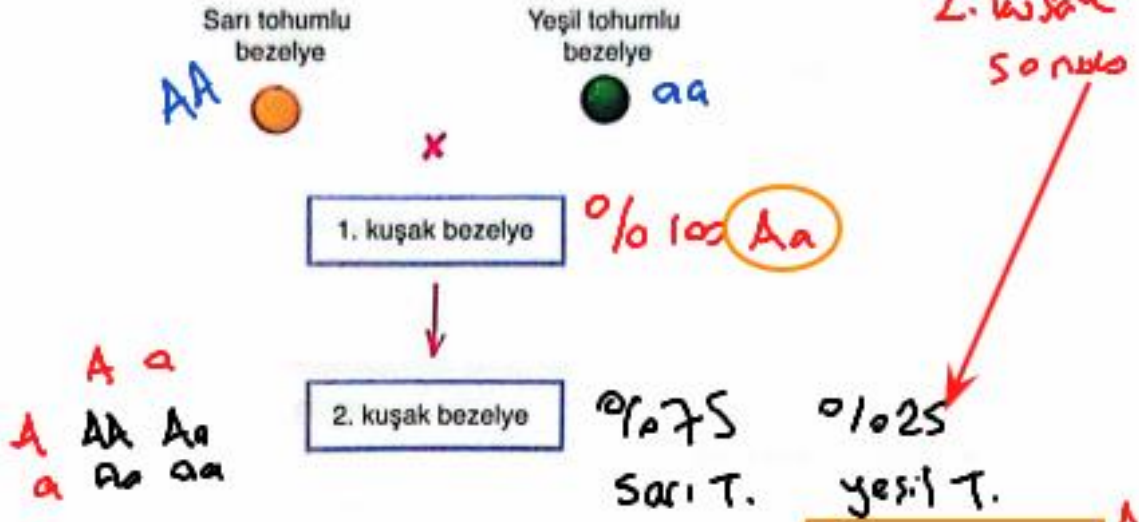 2. kuşak
sonucu
Sarı tohumlu
bezelye
Yeşil tohumlu
bezelye
AA
aa
x
1. kuşak bezelye
%100 Aa
A a
A AA Aa
a Aa aa
2. kuşak bezelye
%75 %25
sarı T. yeşil T.